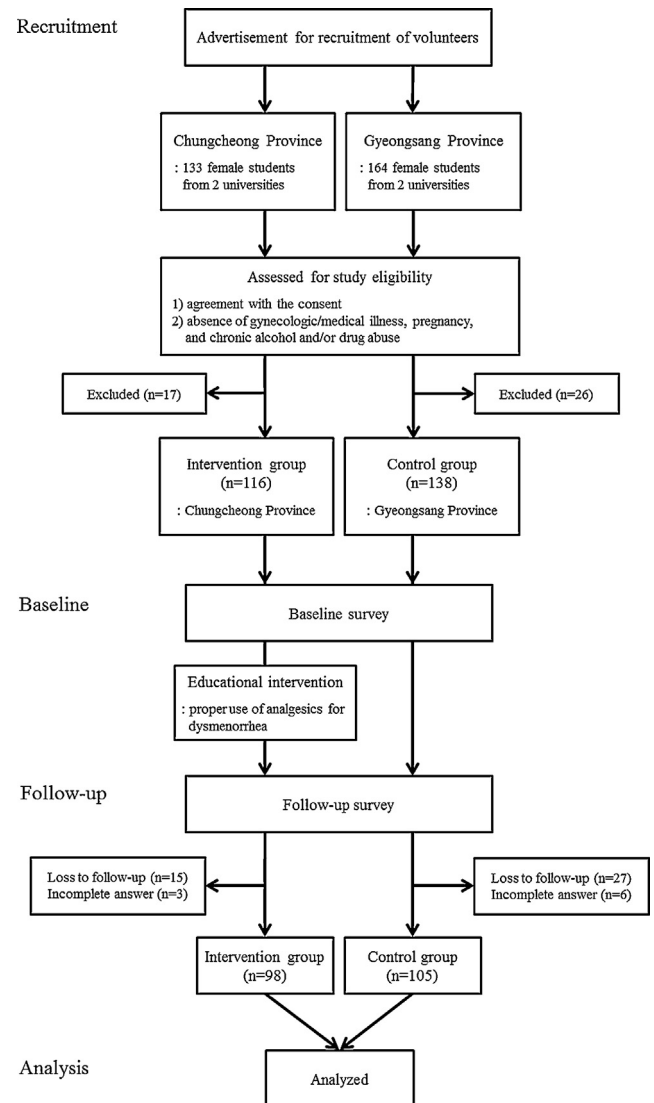 Recruitment
Advertisement for recruitment of volunteers
Chungcheong Province
: 133 female students
from 2 universities
Gyeongsang Province
: 164 female students
from 2 universities
Assessed for study eligibility
1) agreement with the consent
2) absence of gynecologic/medical illness, pregnancy,
and chronic alcohol and/or drug abuse
Excluded (n=17)
Excluded (n=26)
Intervention group
(n=116)
: Chungcheong Province
Control group
(n=138)
: Gyeongsang Province
Baseline
Baseline survey
Educational intervention
: proper use of analgesics for
dysmenorrhea
Follow-up
Follow-up survey
Loss to follow-up (n=15)
Incomplete answer (n=3)
Loss to follow-up (n=27)
Incomplete answer (n=6)
Intervention group
(n=98)
Control group
(n=105)
Analysis
Analyzed